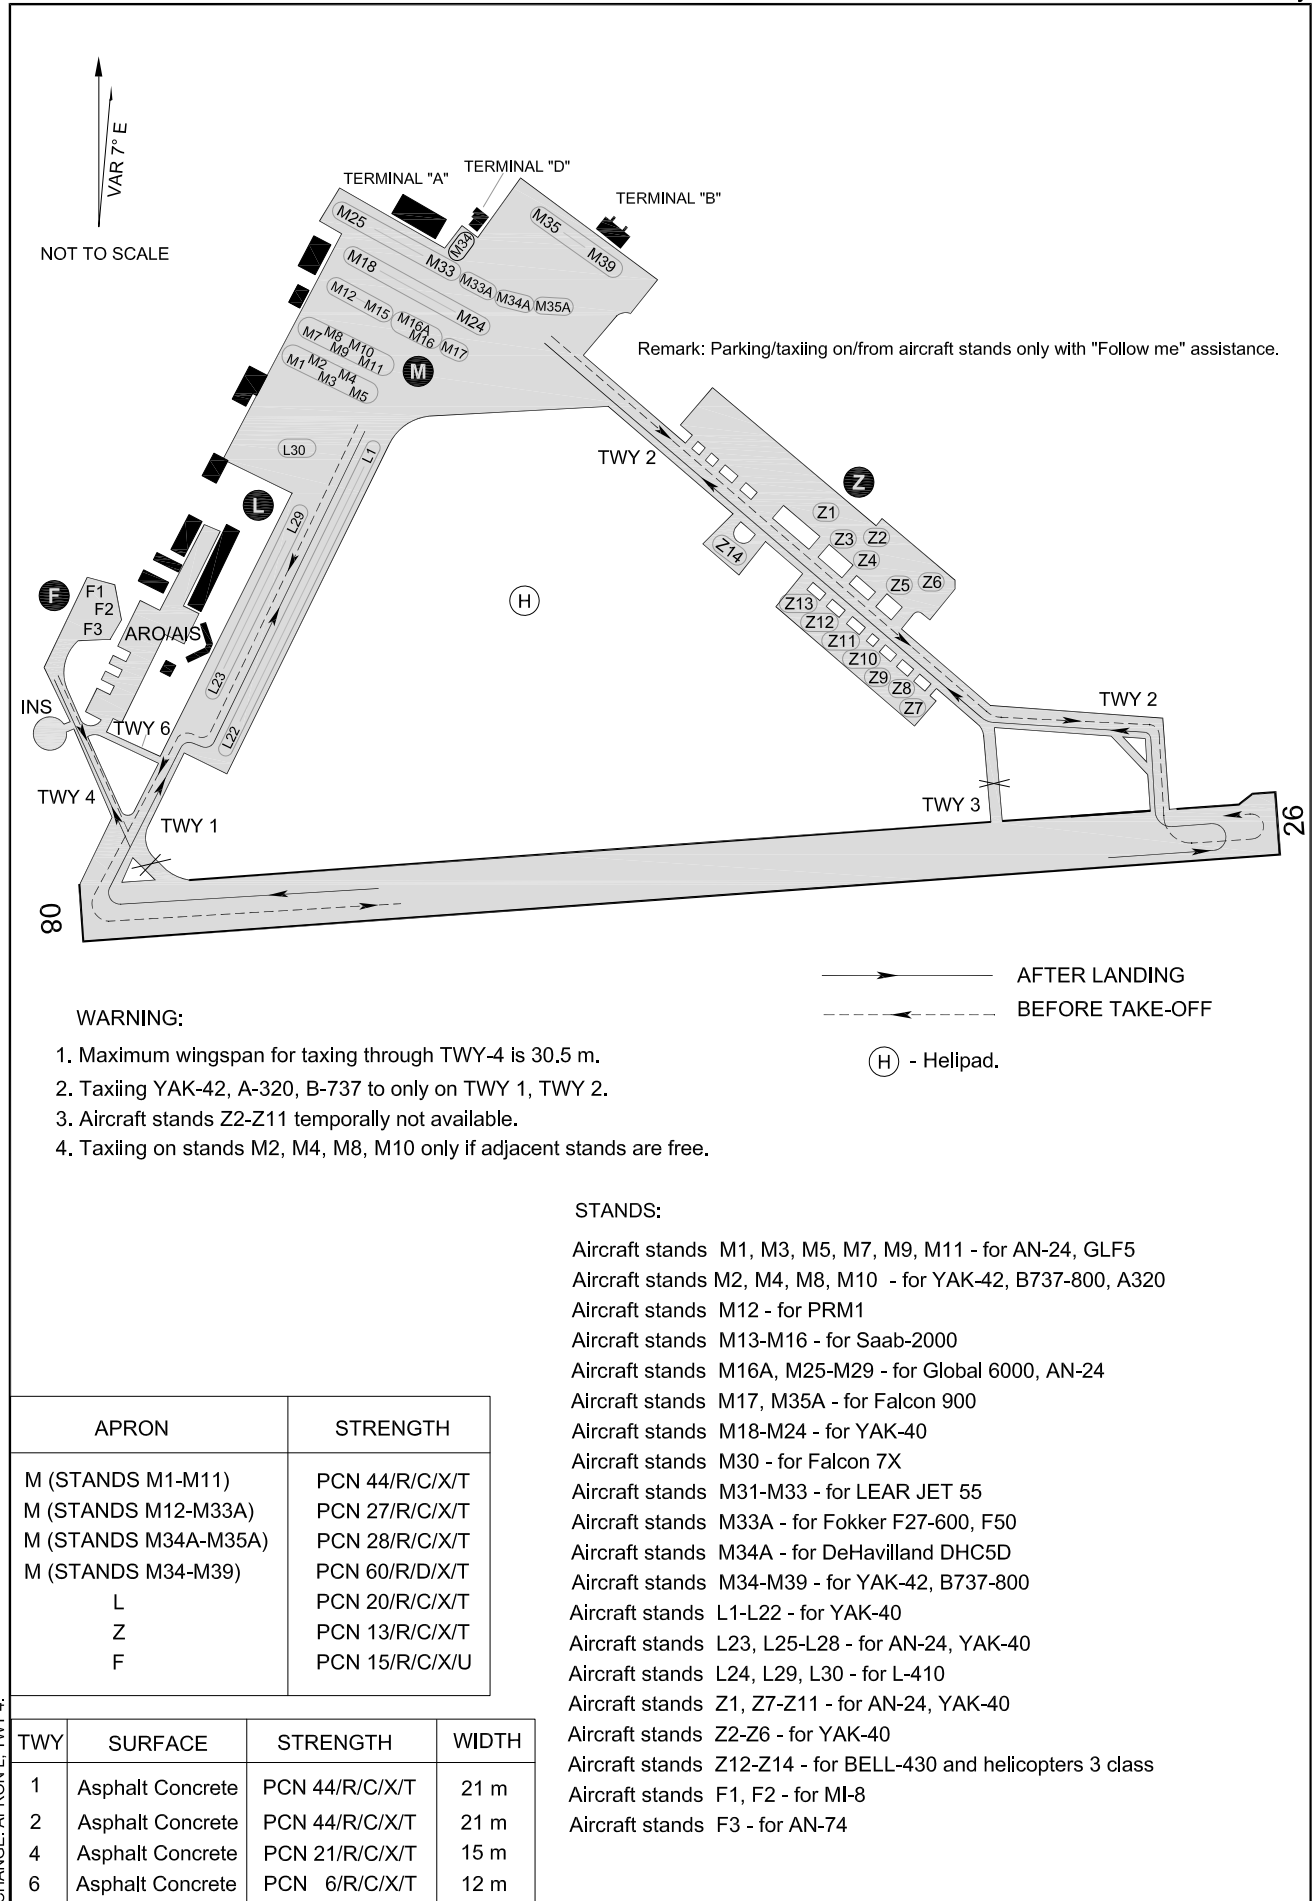 VAR 7° E
NOT TO SCALE
TERMINAL "A"
TERMINAL "D"
TERMINAL "B"
M25
M33
M34
M35
M39
M18
M24
M33A
M34A
M35A
M12
M15
M16A
M16
M17
M7
M8
M9
M10
M11
M1
M2
M3
M4
M5
M
Remark: Parking/taxiing on/from aircraft stands only with "Follow me" assistance.
L30
L1
TWY 2
Z
L
L29
Z1
Z2
Z3
Z4
Z5
Z6
Z14
Z13
Z12
Z11
Z10
Z9
Z8
Z7
F
F1
F2
F3
ARO/AIS
H
L23
L22
INS
TWY 6
TWY 4
TWY 1
TWY 2
TWY 3
26
08
AFTER LANDING
BEFORE TAKE-OFF
H - Helipad.
WARNING:
1. Maximum wingspan for taxing through TWY-4 is 30.5 m.
2. Taxiing YAK-42, A-320, B-737 to only on TWY 1, TWY 2.
3. Aircraft stands Z2-Z11 temporally not available.
4. Taxiing on stands M2, M4, M8, M10 only if adjacent stands are free.
STANDS:
Aircraft stands M1, M3, M5, M7, M9, M11 - for AN-24, GLF5
Aircraft stands M2, M4, M8, M10 - for YAK-42, B737-800, A320
Aircraft stands M12 - for PRM1
Aircraft stands M13-M16 - for Saab-2000
Aircraft stands M16A, M25-M29 - for Global 6000, AN-24
Aircraft stands M17, M35A - for Falcon 900
Aircraft stands M18-M24 - for YAK-40
Aircraft stands M30 - for Falcon 7X
Aircraft stands M31-M33 - for LEAR JET 55
Aircraft stands M33A - for Fokker F27-600, F50
Aircraft stands M34A - for DeHavilland DHC5D
Aircraft stands M34-M39 - for YAK-42, B737-800
Aircraft stands L1-L22 - for YAK-40
Aircraft stands L23, L25-L28 - for AN-24, YAK-40
Aircraft stands L24, L29, L30 - for L-410
Aircraft stands Z1, Z7-Z11 - for AN-24, YAK-40
Aircraft stands Z2-Z6 - for YAK-40
Aircraft stands Z12-Z14 - for BELL-430 and helicopters 3 class
Aircraft stands F1, F2 - for MI-8
Aircraft stands F3 - for AN-74
APRON STRENGTH
M (STANDS M1-M11) PCN 44/R/C/X/T
M (STANDS M12-M33A) PCN 27/R/C/X/T
M (STANDS M34A-M35A) PCN 28/R/C/X/T
M (STANDS M34-M39) PCN 60/R/D/X/T
L PCN 20/R/C/X/T
Z PCN 13/R/C/X/T
F PCN 15/R/C/X/U
TWY SURFACE STRENGTH WIDTH
1 Asphalt Concrete PCN 44/R/C/X/T 21 m
2 Asphalt Concrete PCN 44/R/C/X/T 21 m
4 Asphalt Concrete PCN 21/R/C/X/T 15 m
6 Asphalt Concrete PCN 6/R/C/X/T 12 m